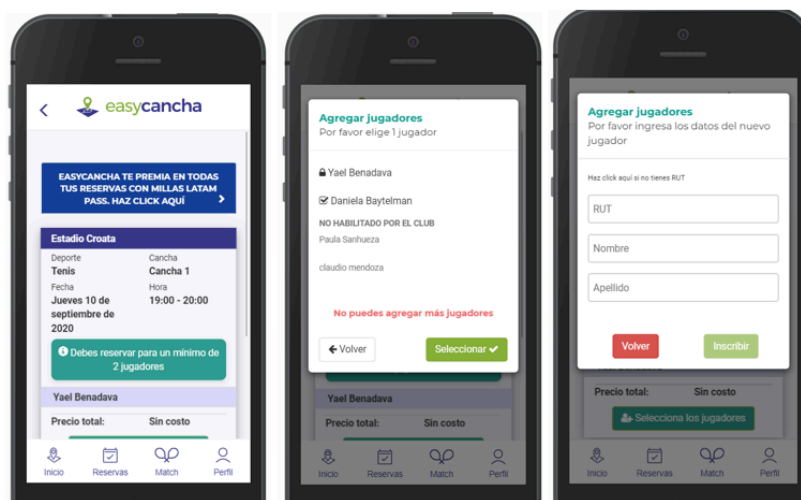 easycancha
EASYCANCHA TE PREMIA EN TODAS
TUS RESERVAS CON MILLAS LATAM
PASS. HAZ CLICK AQUÍ
Estadio Croata
Deporte Cancha
Tenis Cancha 1
Fecha Hora
Jueves 10 de 19:00 - 20:00
septiembre de
2020
Debes reservar para un mínimo de
2 jugadores
Yael Benadava
Precio total: Sin costo
Inicio Reservas Match Perfil
Agregar jugadores
Por favor elige 1 jugador
Yael Benadava
Daniela Baytelman
NO HABILITADO POR EL CLUB
Paula Sanhueza
claudio mendoza
No puedes agregar más jugadores
Volver Seleccionar
Yael Benadava
Precio total: Sin costo
Inicio Reservas Match Perfil
Agregar jugadores
Por favor ingresa los datos del nuevo
jugador
Haz click aquí si no tienes RUT
RUT
Nombre
Apellido
Volver Inscribir
Yael Benadava
Precio total: Sin costo
Selecciona los jugadores
Inicio Reservas Match Perfil